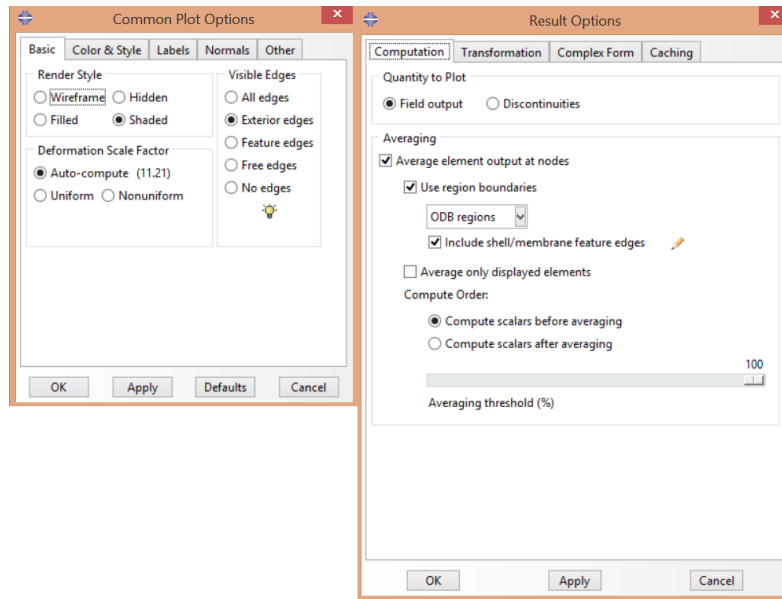 Common Plot Options
Basic Color & Style Labels Normals Other
Render Style
Wireframe Hidden
Filled Shaded
Deformation Scale Factor
Auto-compute (11.21)
Uniform Nonuniform
Visible Edges
All edges
Exterior edges
Feature edges
Free edges
No edges
OK Apply Defaults Cancel
Result Options
Computation Transformation Complex Form Caching
Quantity to Plot
Field output Discontinuities
Averaging
Average element output at nodes
Use region boundaries
ODB regions
Include shell/membrane feature edges
Average only displayed elements
Compute Order:
Compute scalars before averaging
Compute scalars after averaging
100
Averaging threshold (%)
OK Apply Cancel